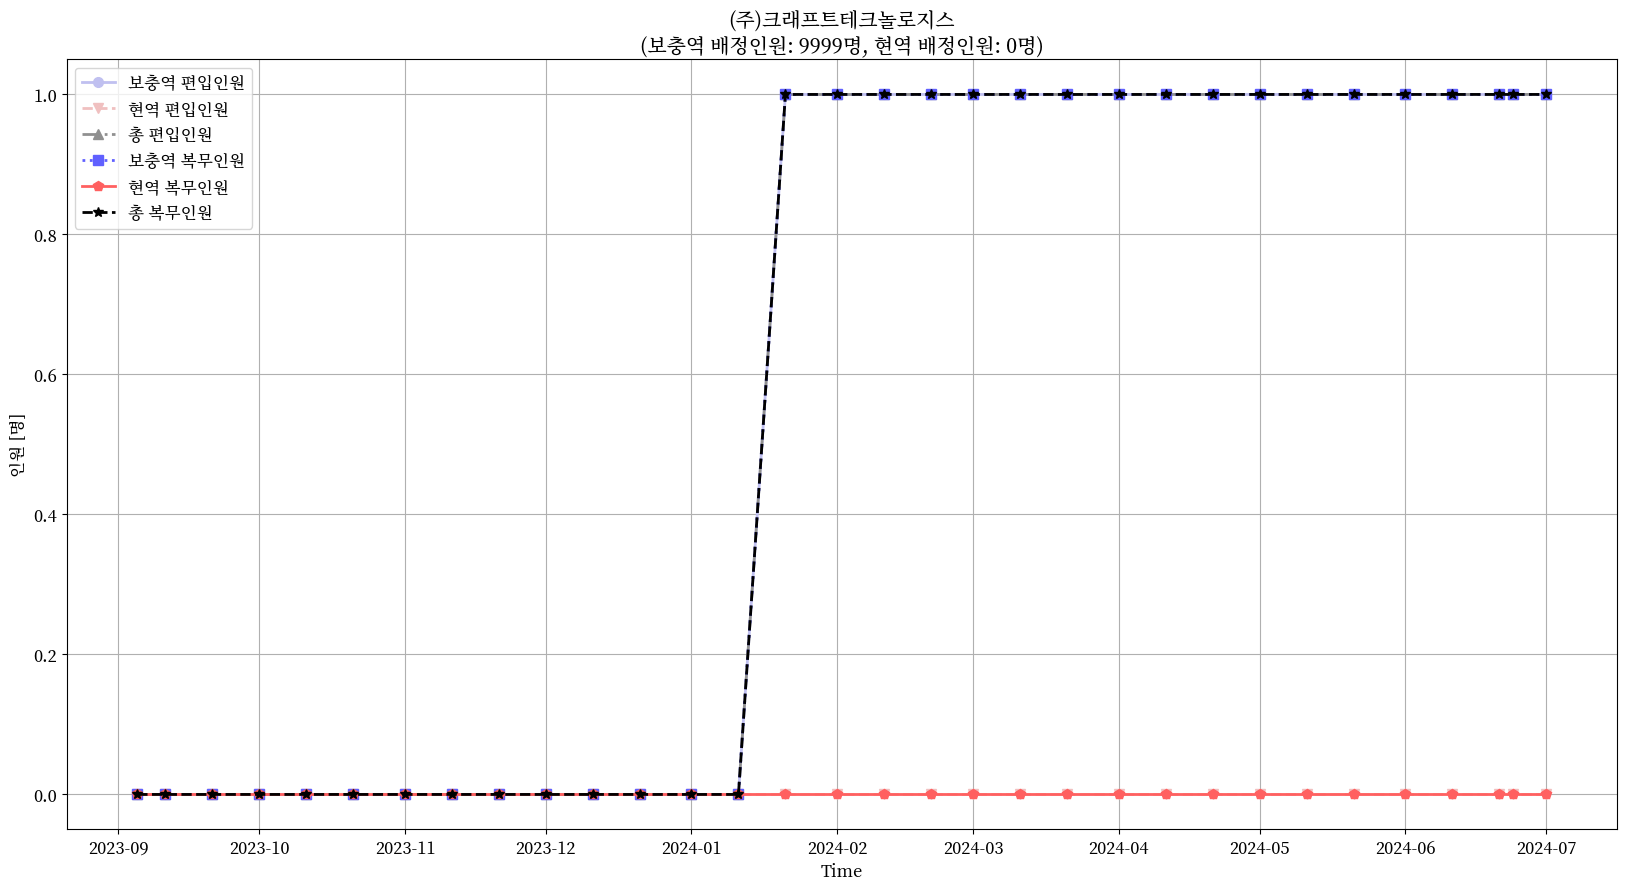 (주)크래프트테크놀로지스
(보충역 배정인원: 9999명, 현역 배정인원: 0명)
보충역 편입인원
현역 편입인원
총 편입인원
보충역 복무인원
현역 복무인원
총 복무인원
1.0
0.8
0.6
0.4
0.2
0.0
인원 [명]
2023-09 2023-10 2023-11 2023-12 2024-01 2024-02 2024-03 2024-04 2024-05 2024-06 2024-07
Time